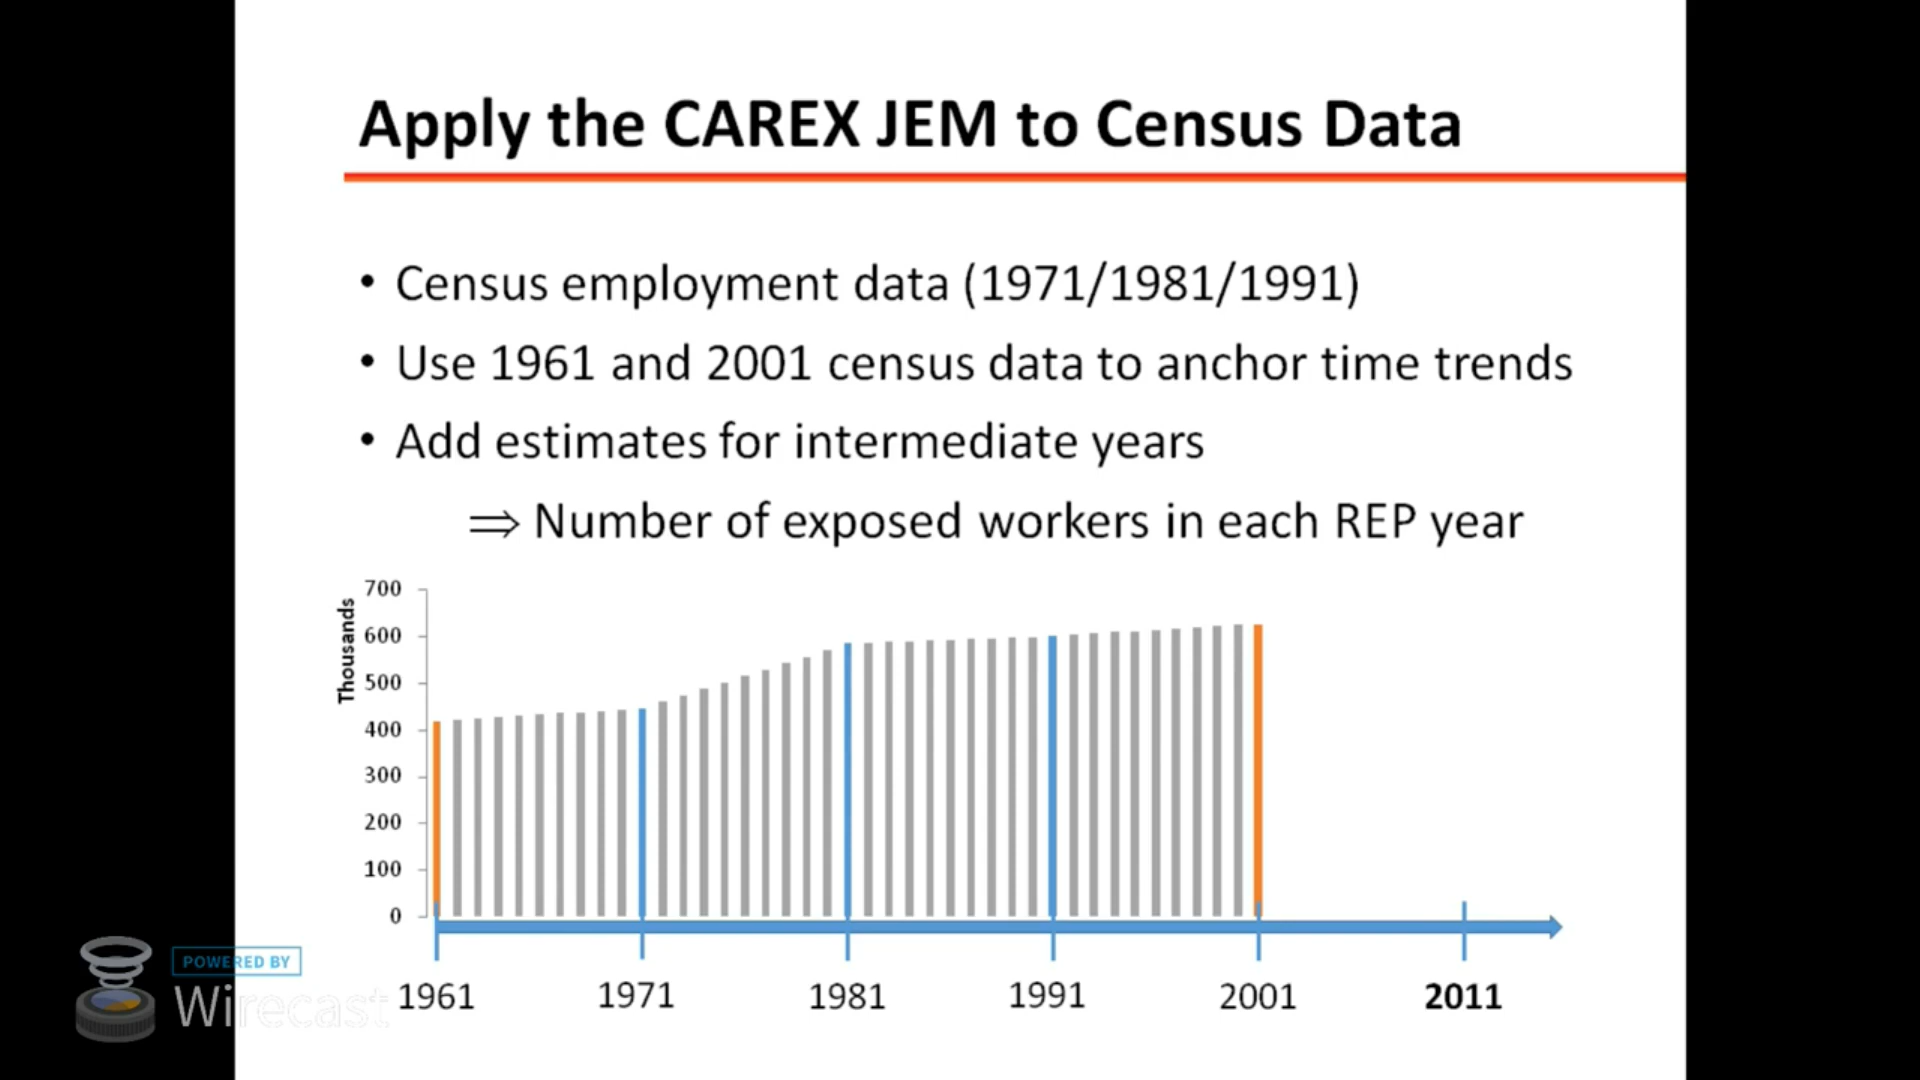 Apply the CAREX JEM to Census Data
• Census employment data (1971/1981/1991)
• Use 1961 and 2001 census data to anchor time trends
• Add estimates for intermediate years
⇒ Number of exposed workers in each REP year
Thousands
700
600
500
400
300
200
100
0
1961 1971 1981 1991 2001 2011
POWERED BY
Wirecast